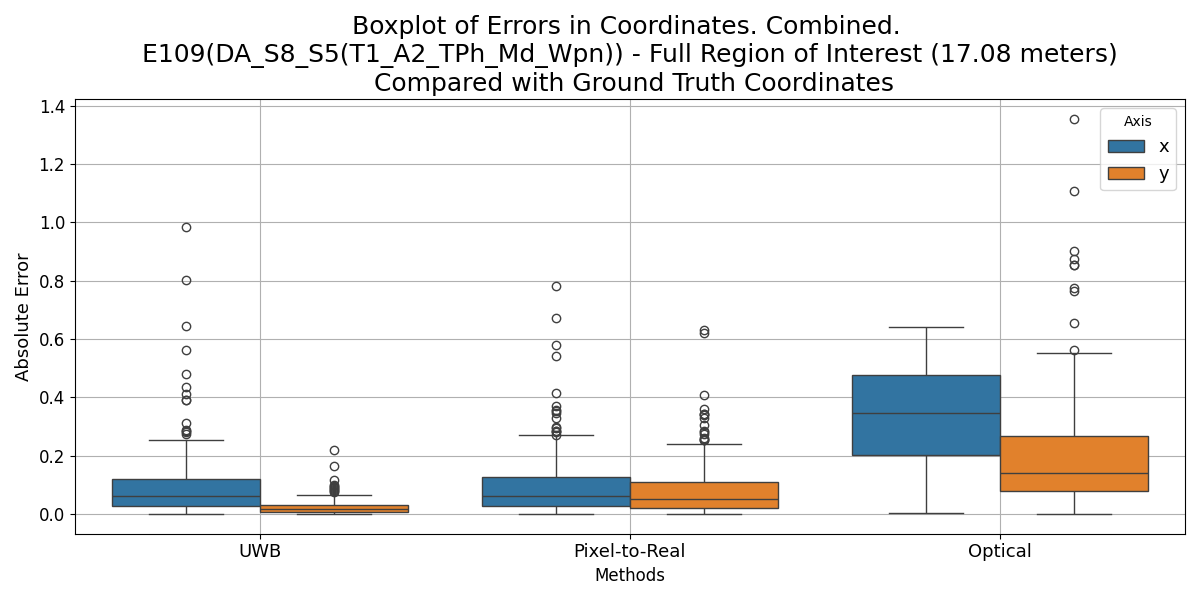 Boxplot of Errors in Coordinates. Combined.
E109(DA_S8_S5(T1_A2_TPh_Md_Wpn)) - Full Region of Interest (17.08 meters)
Compared with Ground Truth Coordinates
Absolute Error
1.4
1.2
1.0
0.8
0.6
0.4
0.2
0.0
Axis
x
y
UWB
Pixel-to-Real
Optical
Methods